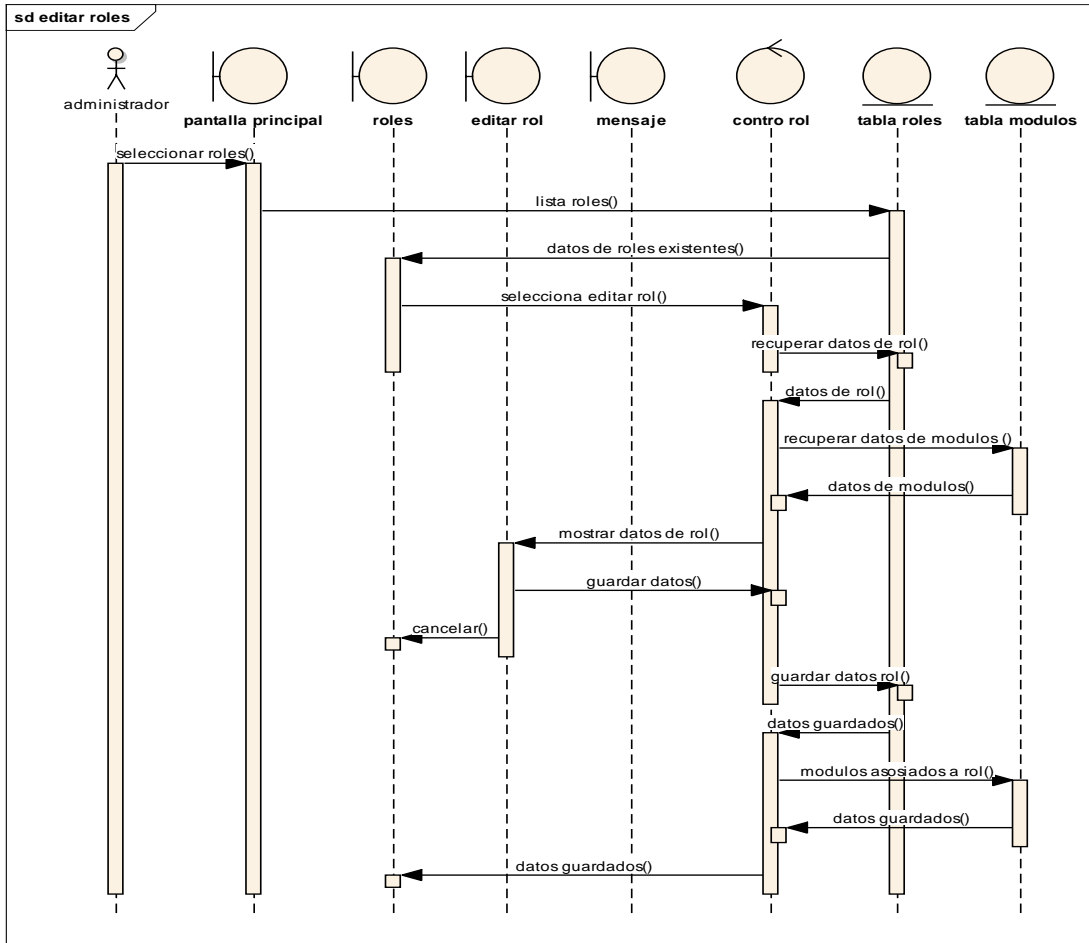 sd editar roles
administrador
pantalla principal
roles
editar rol
mensaje
contro rol
tabla roles
tabla modulos
seleccionar roles()
lista roles()
datos de roles existentes()
selecciona editar rol()
recuperar datos de rol()
datos de rol()
recuperar datos de modulos ()
datos de modulos()
mostrar datos de rol()
guardar datos()
cancelar()
guardar datos rol()
datos guardados()
modulos asosiados a rol()
datos guardados()
datos guardados()